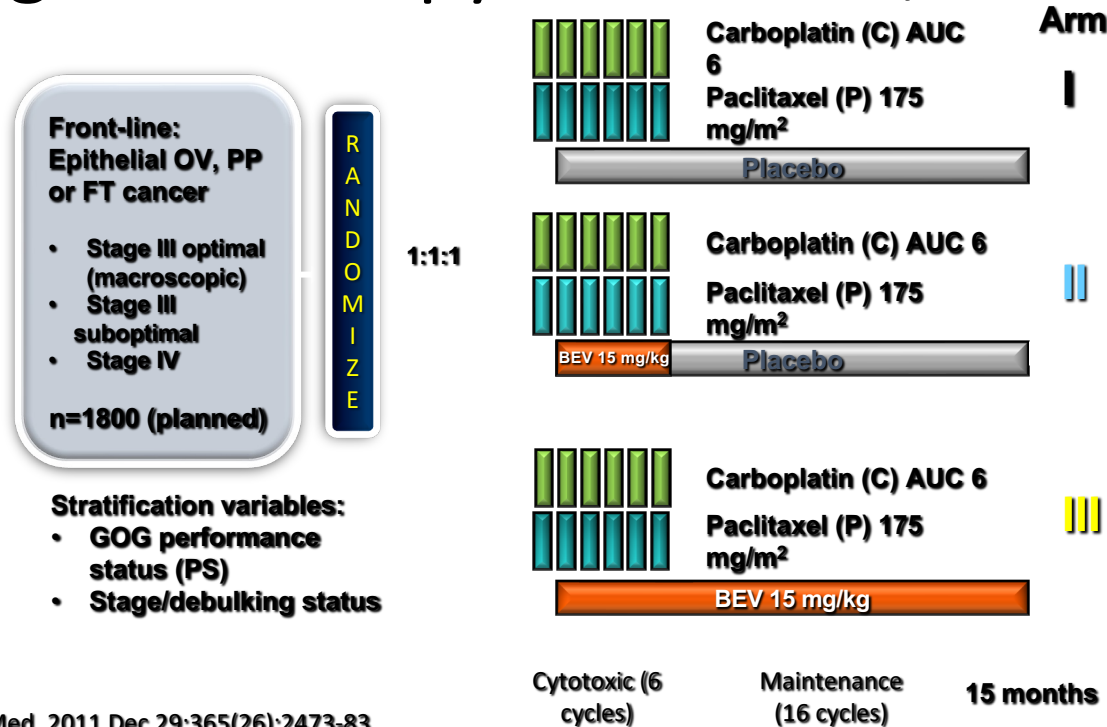 Arm
Front-line:
Epithelial OV, PP
or FT cancer
• Stage III optimal
(macroscopic)
• Stage III
suboptimal
• Stage IV
n=1800 (planned)
R
A
N
D
O
M
I
Z
E
1:1:1
Stratification variables:
• GOG performance
status (PS)
• Stage/debulking status
Carboplatin (C) AUC
6
Paclitaxel (P) 175
mg/m²
Placebo
I
Carboplatin (C) AUC 6
Paclitaxel (P) 175
mg/m²
BEV 15 mg/kg
Placebo
II
Carboplatin (C) AUC 6
Paclitaxel (P) 175
mg/m²
BEV 15 mg/kg
III
Cytotoxic (6
cycles)
Maintenance
(16 cycles)
15 months
Med. 2011 Dec 29;365(26):2473-83